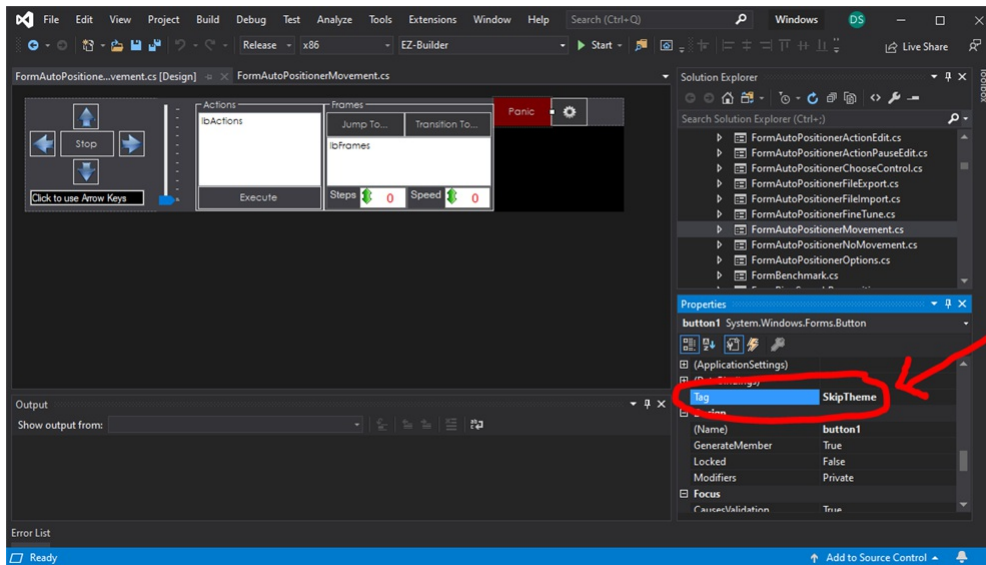 File Edit View Project Build Debug Test Analyze Tools Extensions Window Help Search (Ctrl+Q) Windows DS
Release x86 EZ-Builder Start Live Share
FormAutoPositione...vement.cs [Design] FormAutoPositionerMovement.cs
Actions
lbActions
Execute
Frames
Jump To... Transition To...
lbFrames
Steps 0 Speed 0
Panic
Stop
Click to use Arrow Keys
Toolbox
Solution Explorer
Search Solution Explorer (Ctrl+;)
FormAutoPositionerActionEdit.cs
FormAutoPositionerActionPauseEdit.cs
FormAutoPositionerChooseControl.cs
FormAutoPositionerFileExport.cs
FormAutoPositionerFileImport.cs
FormAutoPositionerFineTune.cs
FormAutoPositionerMovement.cs
FormAutoPositionerNoMovement.cs
FormAutoPositionerOptions.cs
FormBenchmark.cs
Properties
button1 System.Windows.Forms.Button
(ApplicationSettings)
Tag SkipTheme
Design
(Name) button1
GenerateMember True
Locked False
Modifiers Private
Focus
CausesValidation True
Output
Show output from:
Error List
Ready Add to Source Control